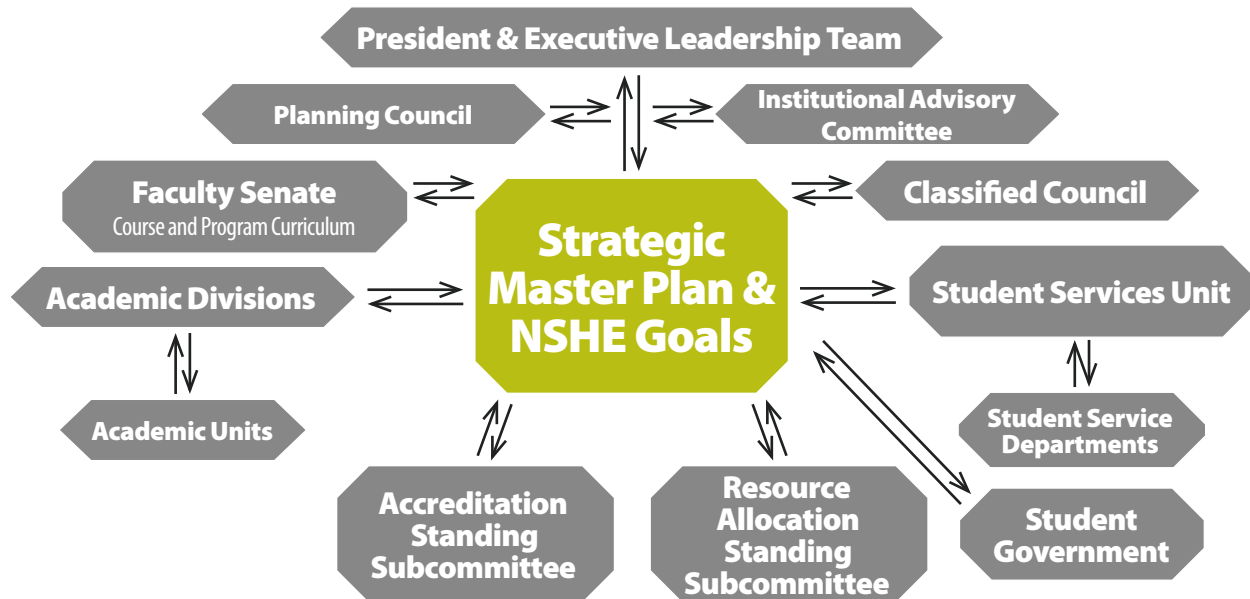 President & Executive Leadership Team
Planning Council
Institutional Advisory
Committee
Faculty Senate
Course and Program Curriculum
Classified Council
Strategic
Master Plan &
NSHE Goals
Academic Divisions
Student Services Unit
Academic Units
Student Service
Departments
Accreditation
Standing
Subcommittee
Resource
Allocation
Standing
Subcommittee
Student
Government